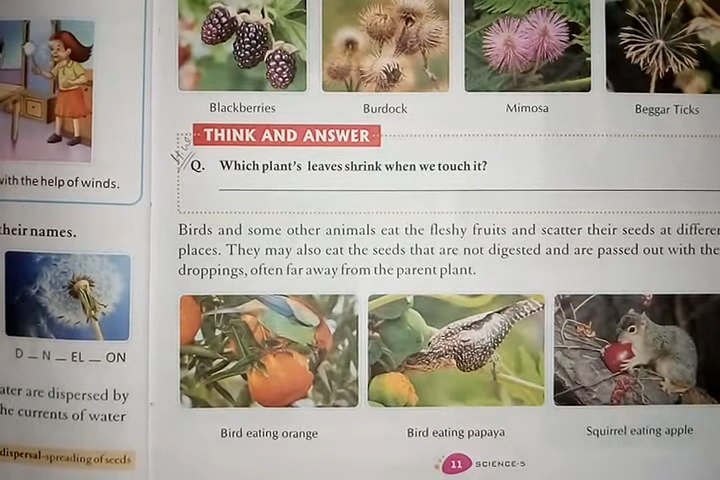 with the help of winds.
their names.
D _ N _ EL _ ON
ater are dispersed by
he currents of water
dispersal-spreading of seeds
Blackberries
Burdock
Mimosa
Beggar Ticks
THINK AND ANSWER
Q. Which plant's leaves shrink when we touch it?
Birds and some other animals eat the fleshy fruits and scatter their seeds at differe
places. They may also eat the seeds that are not digested and are passed out with the
droppings, often far away from the parent plant.
Bird eating orange
Bird eating papaya
Squirrel eating apple
11 SCIENCE-5